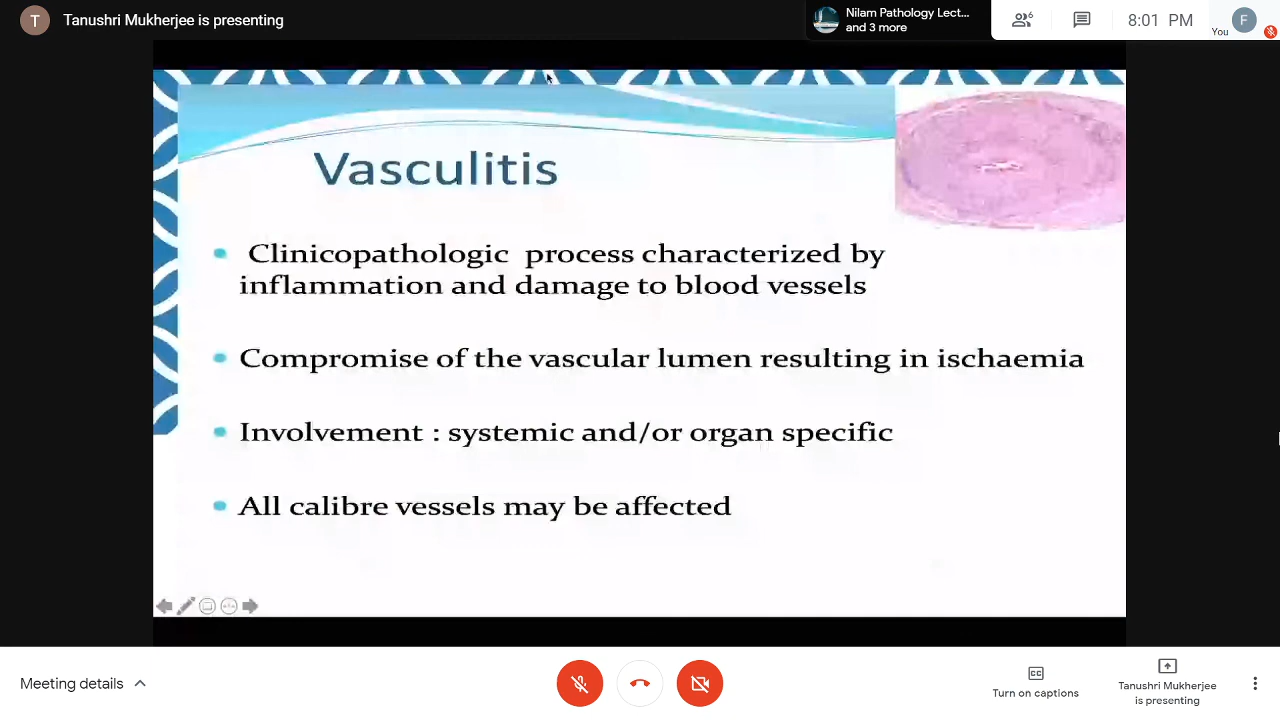 T
Tanushri Mukherjee is presenting
Nilam Pathology Lect...
and 3 more
6
8:01 PM
You
F
Vasculitis
Clinicopathologic process characterized by
inflammation and damage to blood vessels
Compromise of the vascular lumen resulting in ischaemia
Involvement : systemic and/or organ specific
All calibre vessels may be affected
Meeting details
CC
Turn on captions
Tanushri Mukherjee
is presenting